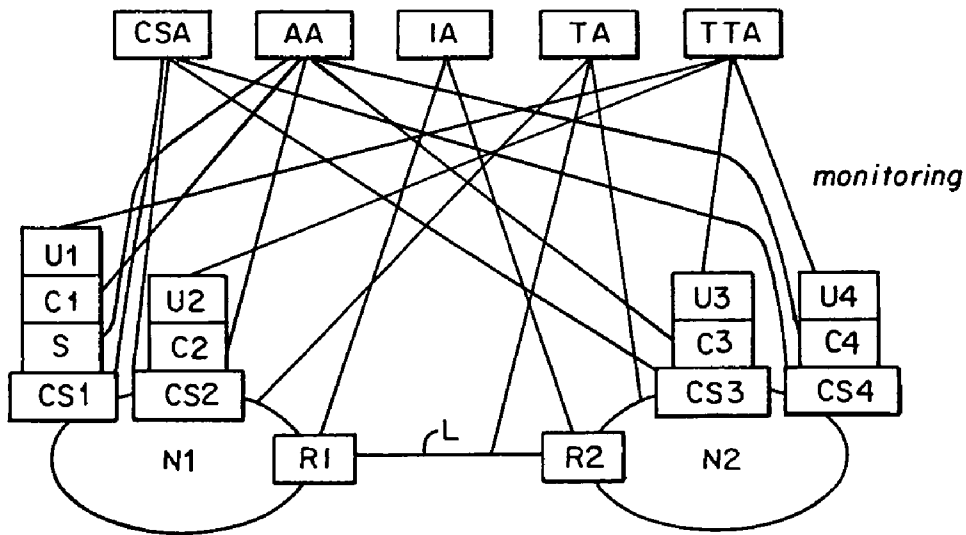 CSA AA IA TA TTA
monitoring
U1
C1 U2 U3 U4
S C2 C3 C4
CS1 CS2 CS3 CS4
L
N1 R1 R2 N2